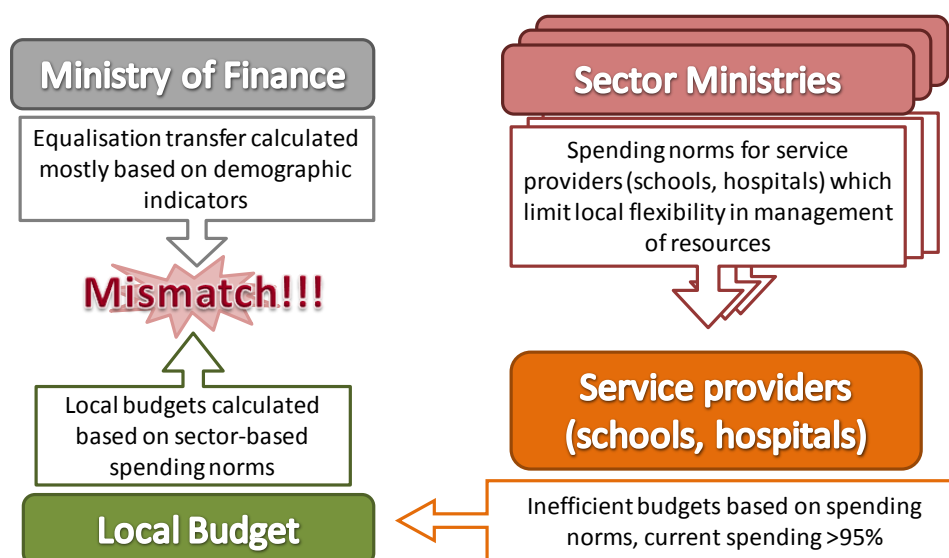 Ministry of Finance
Equalisation transfer calculated
mostly based on demographic
indicators
Mismatch!!!
Local budgets calculated
based on sector-based
spending norms
Local Budget
Sector Ministries
Spending norms for service
providers (schools, hospitals) which
limit local flexibility in management
of resources
Service providers
(schools, hospitals)
Inefficient budgets based on spending
norms, current spending >95%